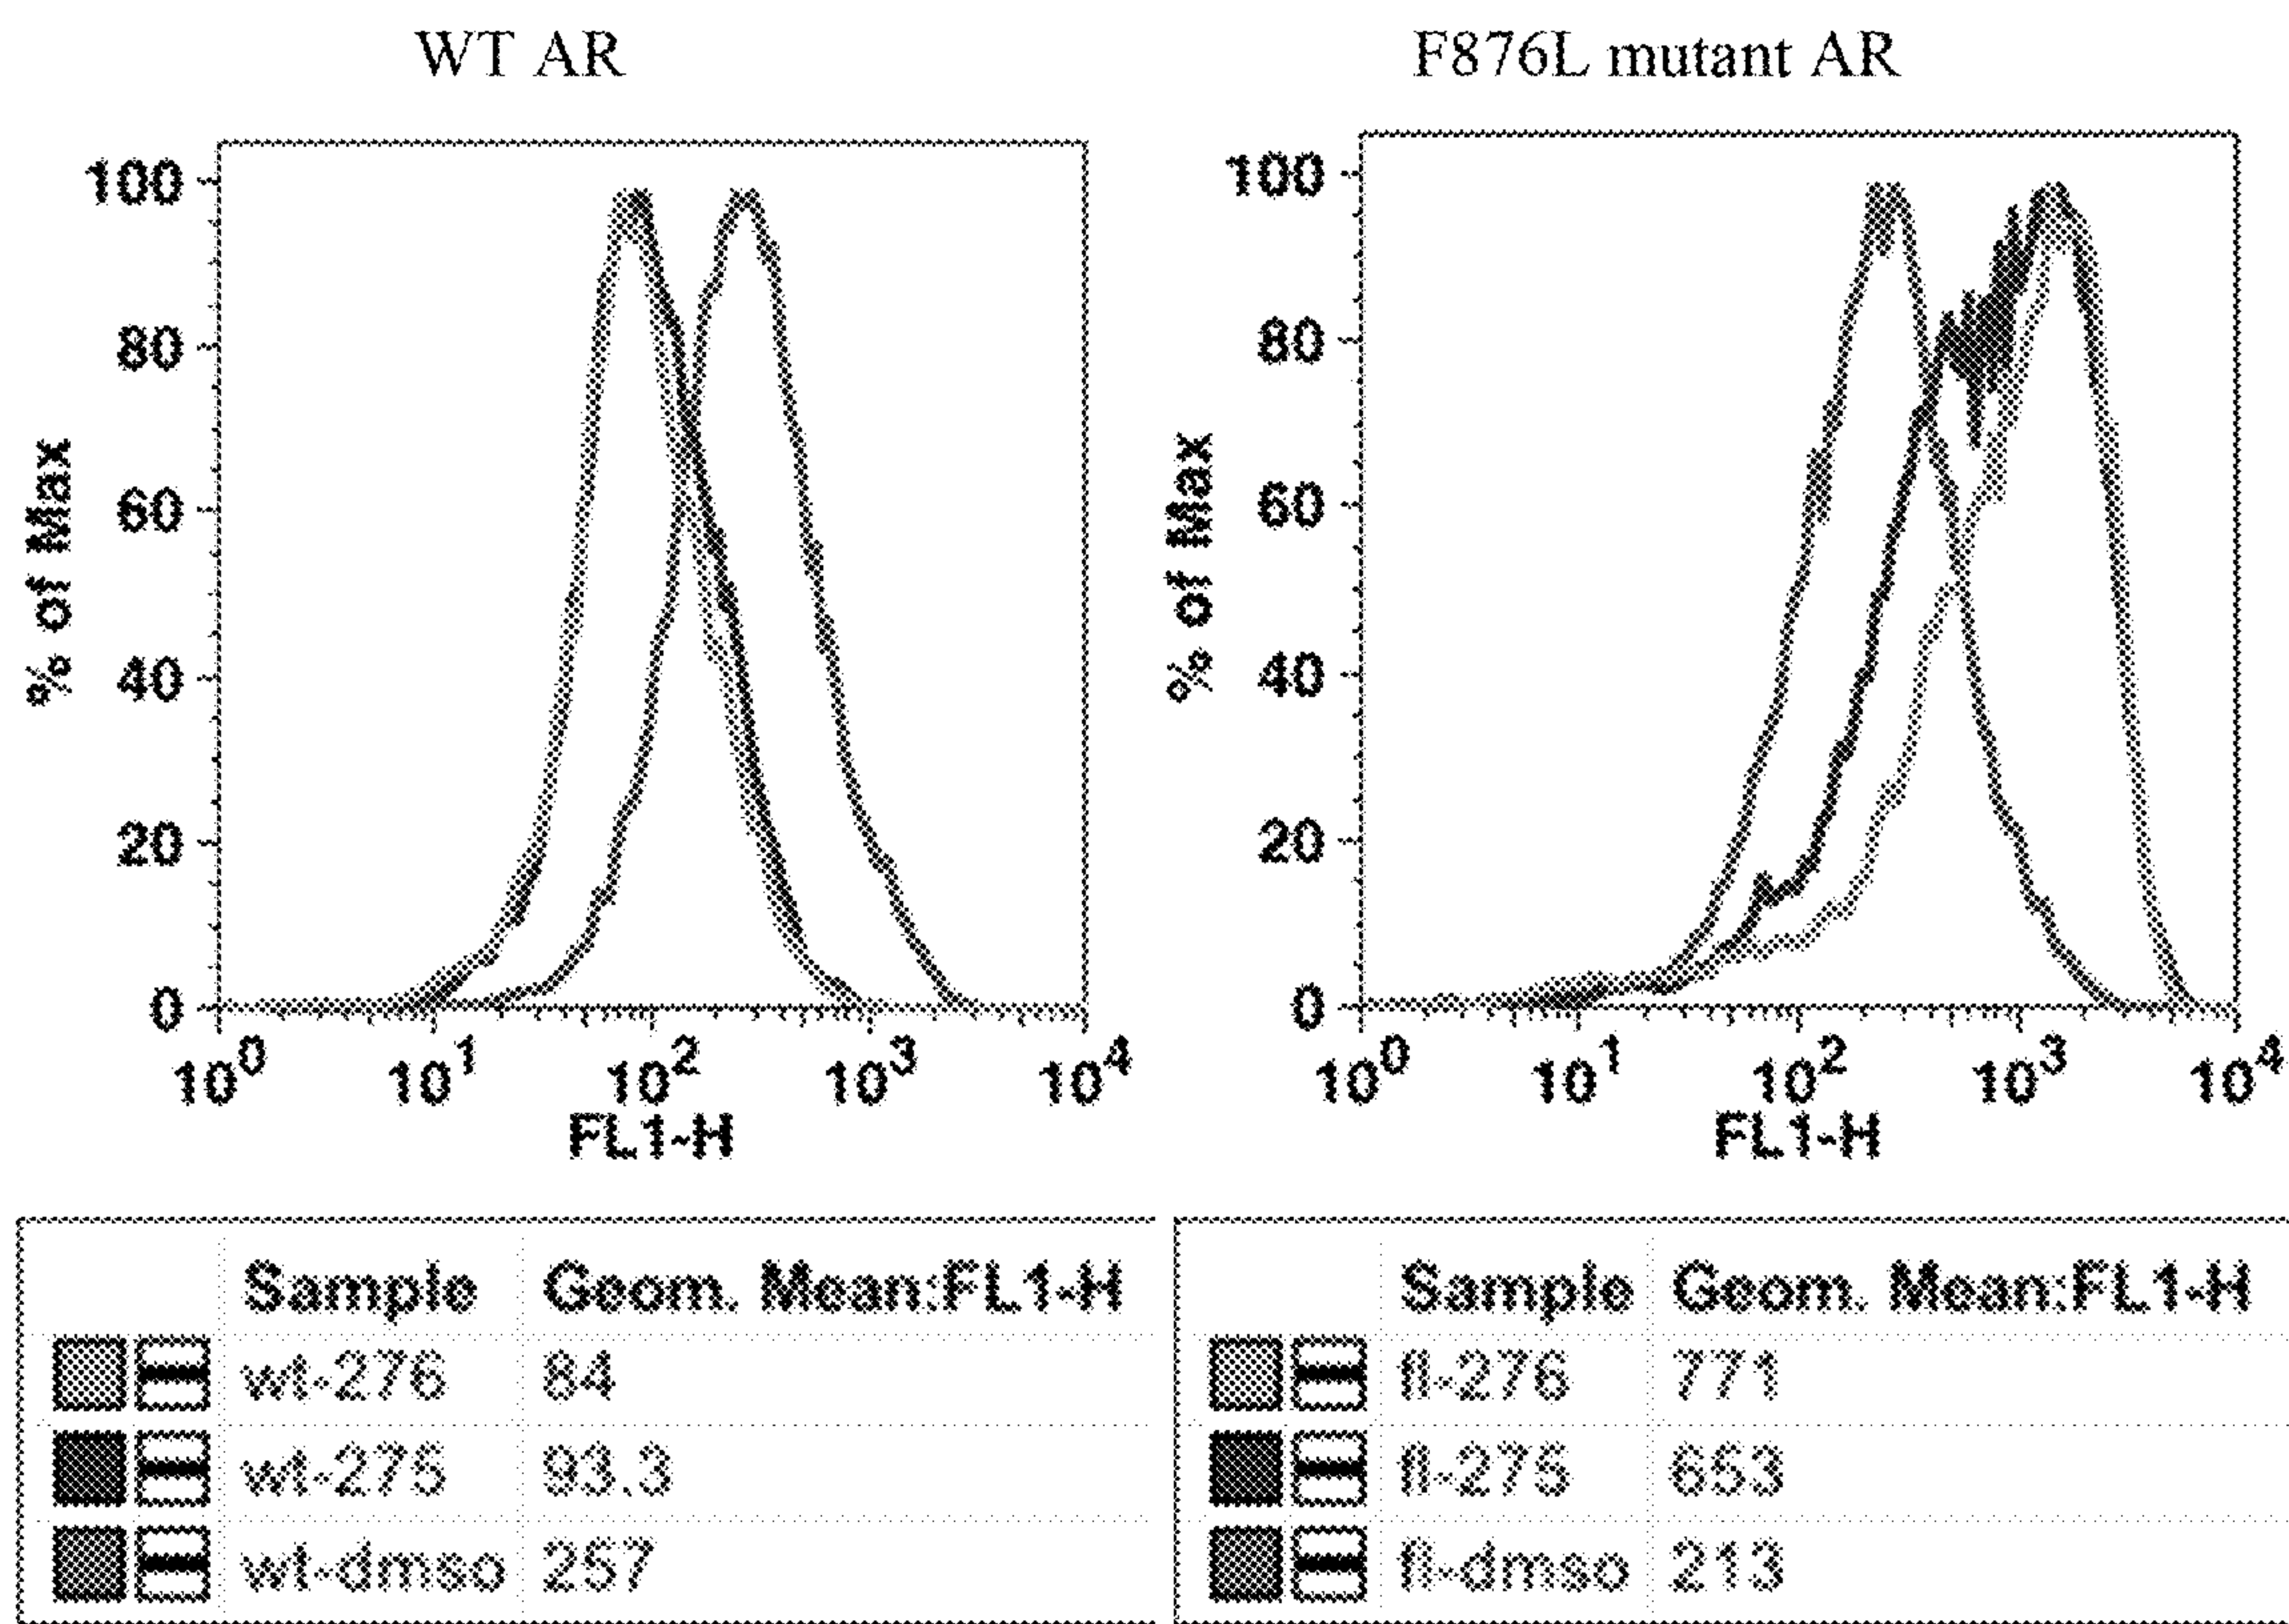 WT AR
F876L mutant AR
% of Max
100
80
60
40
20
0
10^0 10^1 10^2 10^3 10^4
FL1-H
% of Max
100
80
60
40
20
0
10^0 10^1 10^2 10^3 10^4
FL1-H
Sample Geom. Mean:FL1-H
wt-276 84
wt-275 93.3
wt-dmso 257
Sample Geom. Mean:FL1-H
fl-276 771
fl-275 653
fl-dmso 213